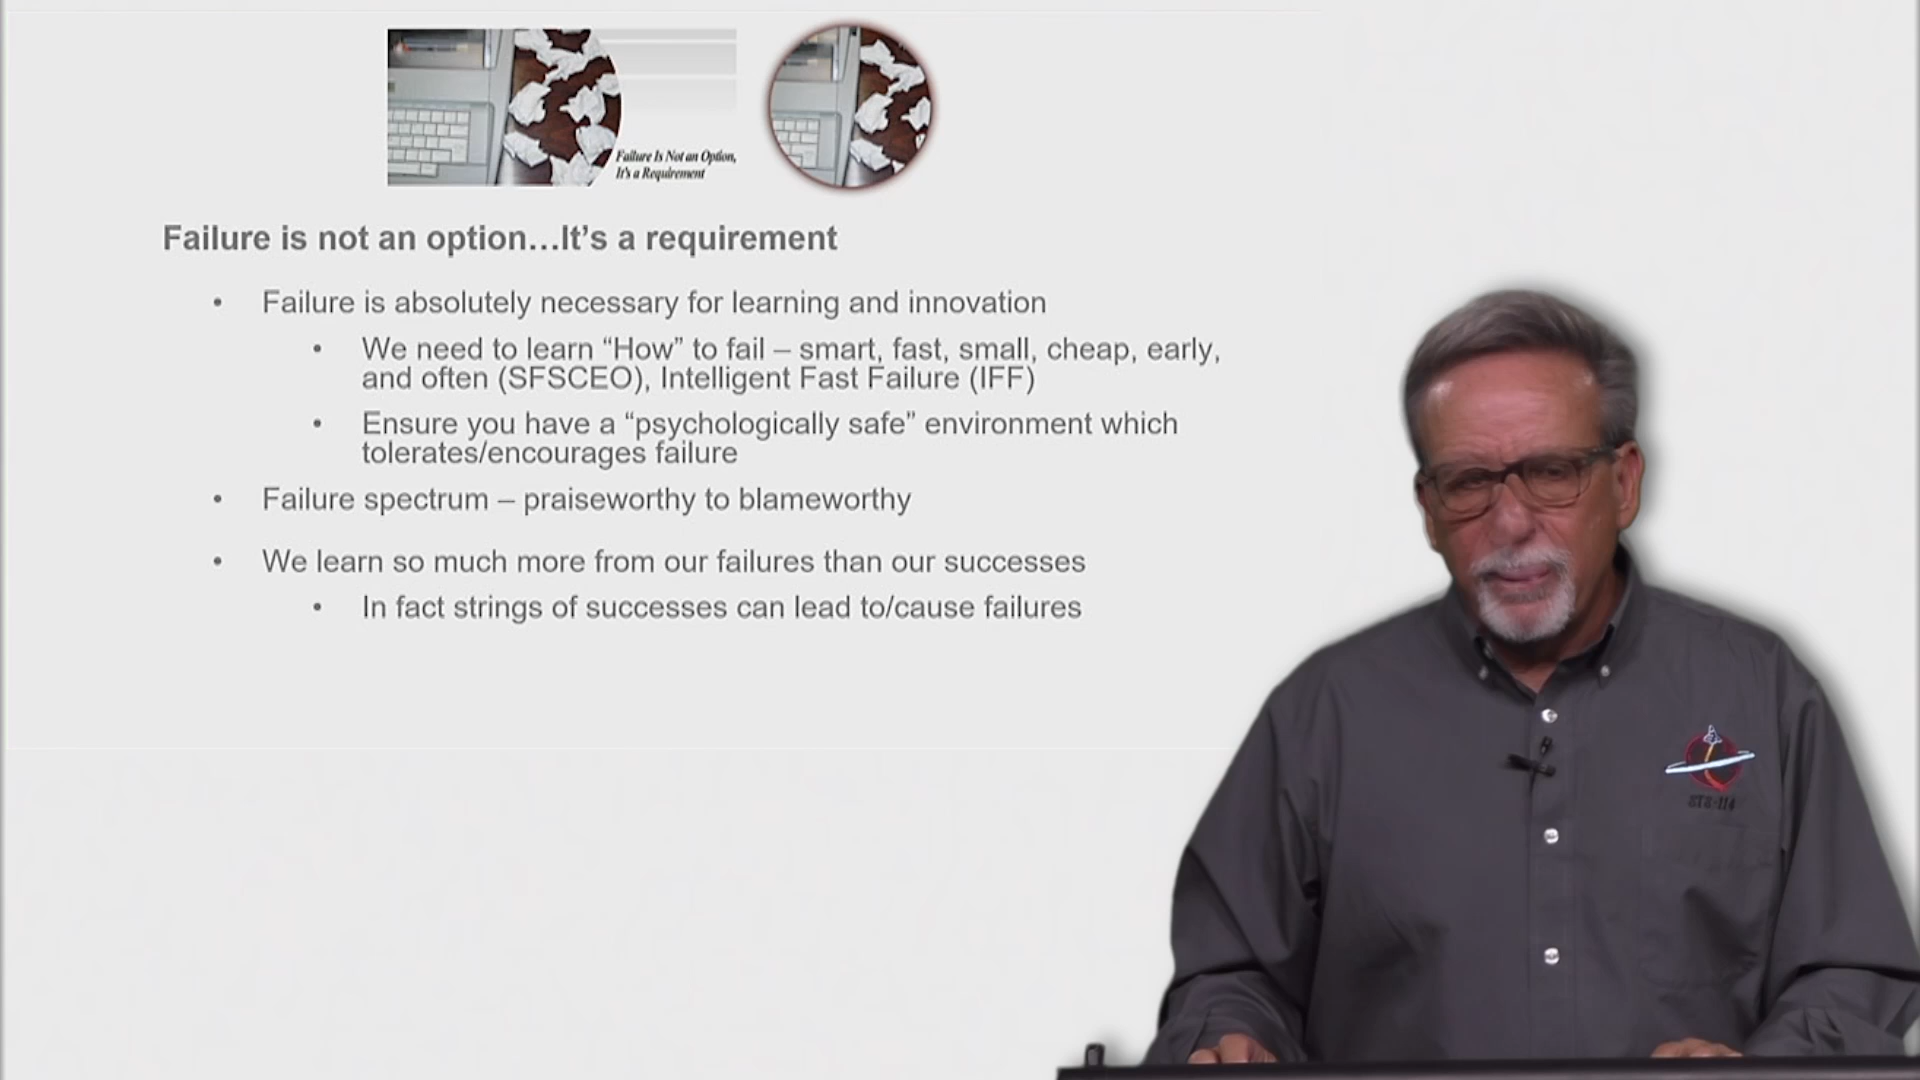 Failure Is Not an Option,
It's a Requirement
Failure is not an option…It’s a requirement
• Failure is absolutely necessary for learning and innovation
• We need to learn “How” to fail – smart, fast, small, cheap, early,
and often (SFSCEO), Intelligent Fast Failure (IFF)
• Ensure you have a “psychologically safe” environment which
tolerates/encourages failure
• Failure spectrum – praiseworthy to blameworthy
• We learn so much more from our failures than our successes
• In fact strings of successes can lead to/cause failures
STS-114